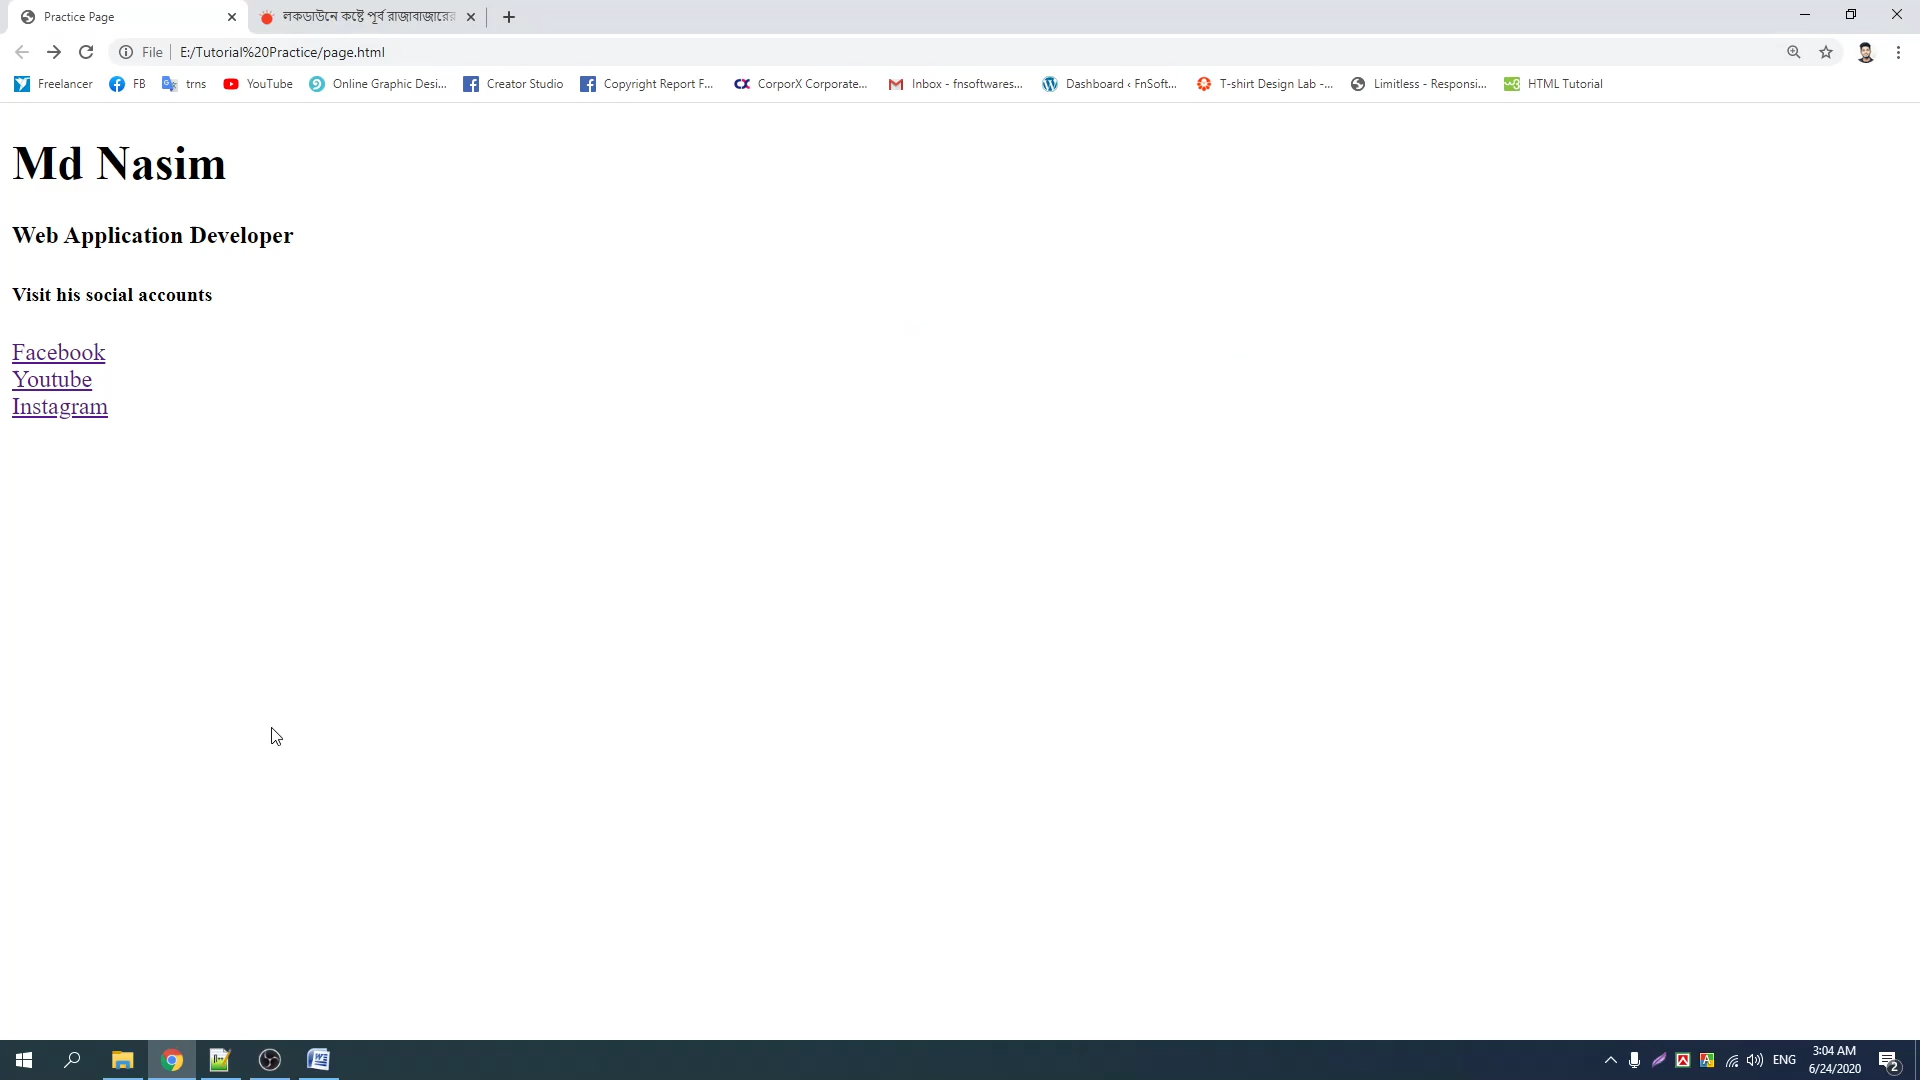 Practice Page
লকডাউনে কষ্টে পূর্ব রাজাবাজারের
File E:/Tutorial%20Practice/page.html
Freelancer FB trns YouTube Online Graphic Desi... Creator Studio Copyright Report F... CorporX Corporate... Inbox - fnsoftwares... Dashboard ‹ FnSoft... T-shirt Design Lab -... Limitless - Responsi... HTML Tutorial
Md Nasim
Web Application Developer
Visit his social accounts
Facebook
Youtube
Instagram
ENG
3:04 AM
6/24/2020
2